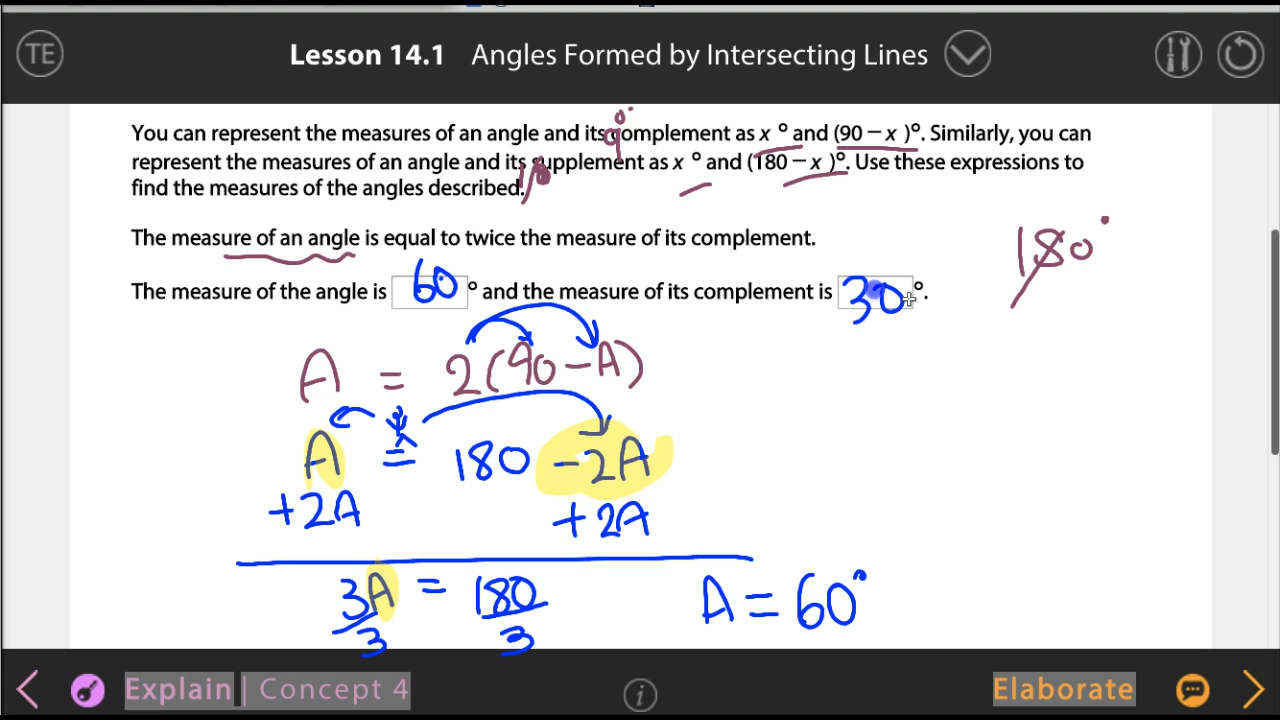 TE Lesson 14.1 Angles Formed by Intersecting Lines
You can represent the measures of an angle and its complement as x ° and (90 − x )°. Similarly, you can
represent the measures of an angle and its supplement as x ° and (180 − x )°. Use these expressions to
find the measures of the angles described.
The measure of an angle is equal to twice the measure of its complement.
180°
The measure of the angle is 60 ° and the measure of its complement is 30 °.
A = 2(90 − A)
A = 180 − 2A
+2A +2A
3A = 180 A = 60°
3 3
Explain | Concept 4 Elaborate